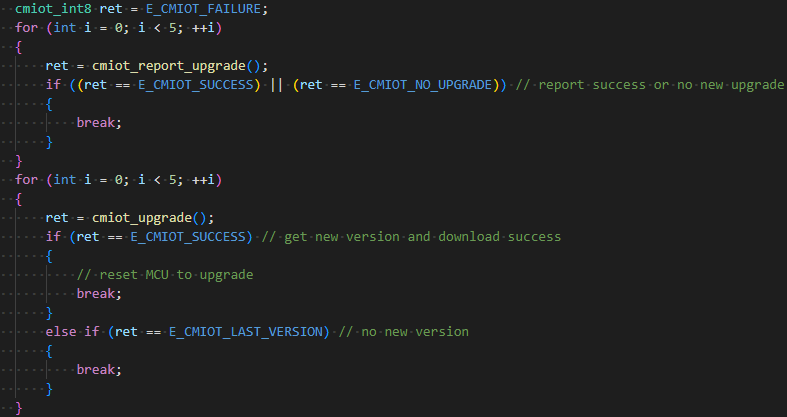 cmiot_int8 ret = E_CMIOT_FAILURE;
for (int i = 0; i < 5; ++i)
{
    ret = cmiot_report_upgrade();
    if ((ret == E_CMIOT_SUCCESS) || (ret == E_CMIOT_NO_UPGRADE)) // report success or no new upgrade
    {
        break;
    }
}
for (int i = 0; i < 5; ++i)
{
    ret = cmiot_upgrade();
    if (ret == E_CMIOT_SUCCESS) // get new version and download success
    {
        // reset MCU to upgrade
        break;
    }
    else if (ret == E_CMIOT_LAST_VERSION) // no new version
    {
        break;
    }
}